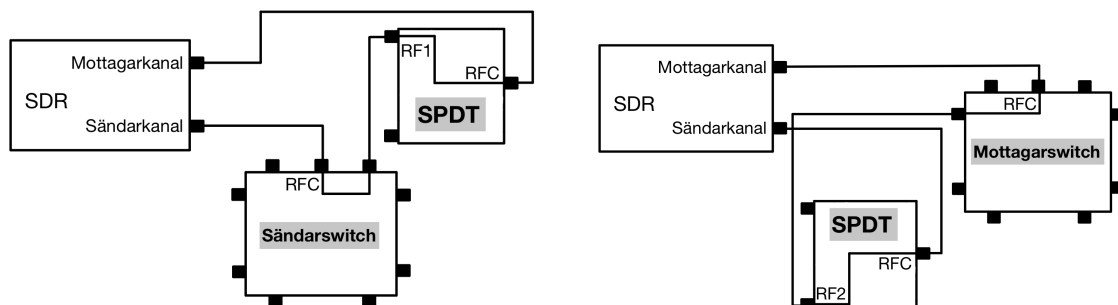 Mottagarkanal
SDR
Sändarkanal
RF1
RFC
SPDT
RFC
Sändarswitch
Mottagarkanal
SDR
Sändarkanal
RFC
Mottagarswitch
SPDT
RFC
RF2